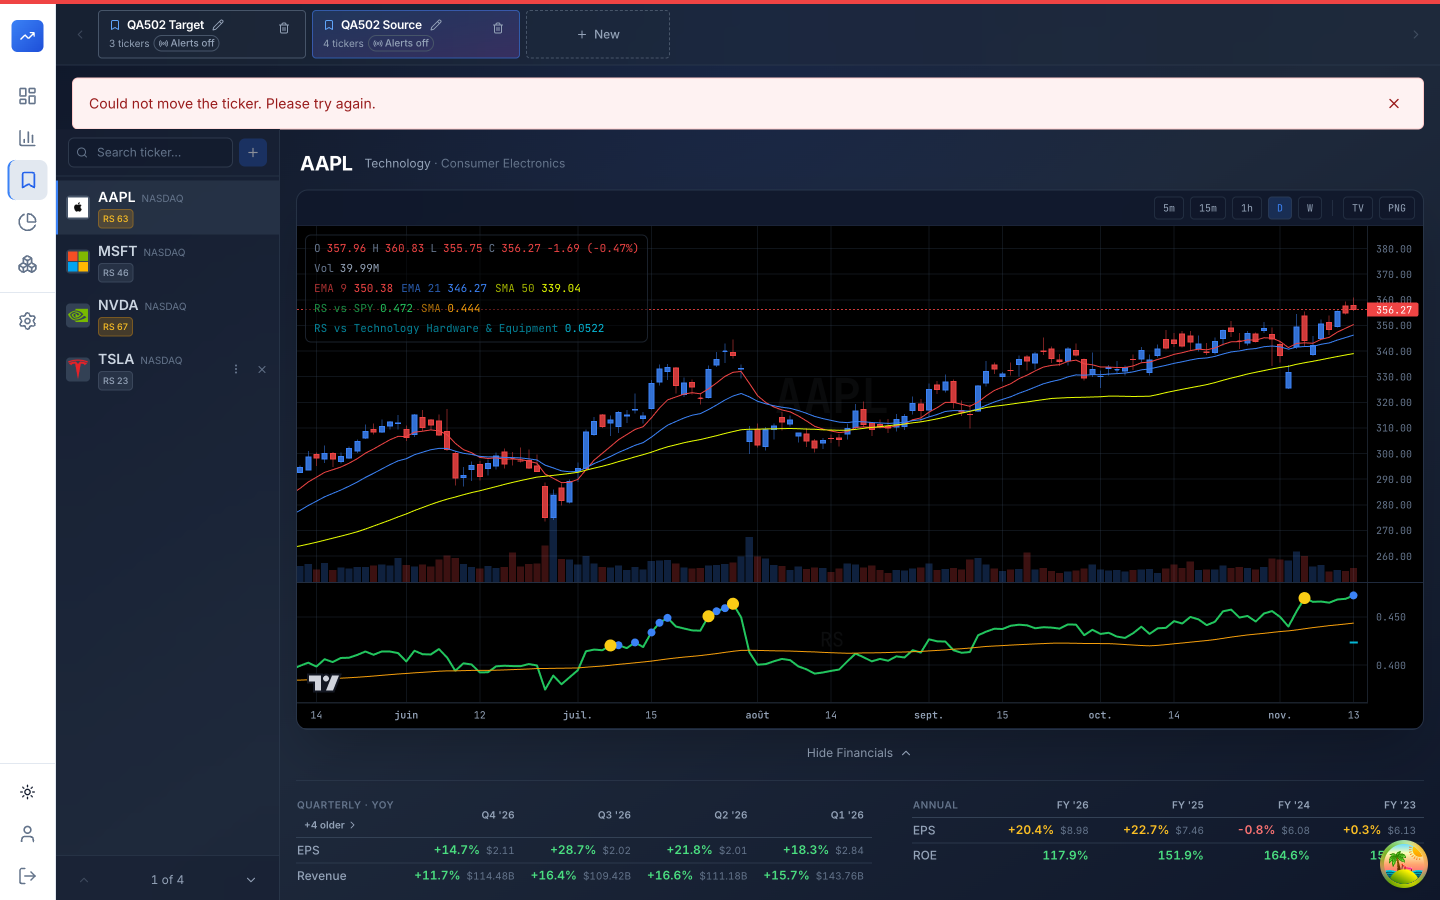 QA502 Target
3 tickers Alerts off
QA502 Source
4 tickers Alerts off
+ New
Could not move the ticker. Please try again.
Search ticker...
AAPL NASDAQ
RS 63
MSFT NASDAQ
RS 46
NVDA NASDAQ
RS 67
TSLA NASDAQ
RS 23
1 of 4
AAPL Technology · Consumer Electronics
5m 15m 1h D W TV PNG
O 357.96 H 360.83 L 355.75 C 356.27 -1.69 (-0.47%)
Vol 39.99M
EMA 9 350.38 EMA 21 346.27 SMA 50 339.04
RS vs SPY 0.472 SMA 0.444
RS vs Technology Hardware & Equipment 0.0522
AAPL
380.00
370.00
360.00
356.27
350.00
340.00
330.00
320.00
310.00
300.00
290.00
280.00
270.00
260.00
RS
0.450
0.400
14 juin 12 juil. 15 août 14 sept. 15 oct. 14 nov. 13
Hide Financials
QUARTERLY · YOY
+4 older
Q4 '26 Q3 '26 Q2 '26 Q1 '26
EPS +14.7% $2.11 +28.7% $2.02 +21.8% $2.01 +18.3% $2.84
Revenue +11.7% $114.48B +16.4% $109.42B +16.6% $111.18B +15.7% $143.76B
ANNUAL FY '26 FY '25 FY '24 FY '23
EPS +20.4% $8.98 +22.7% $7.46 -0.8% $6.08 +0.3% $6.13
ROE 117.9% 151.9% 164.6%